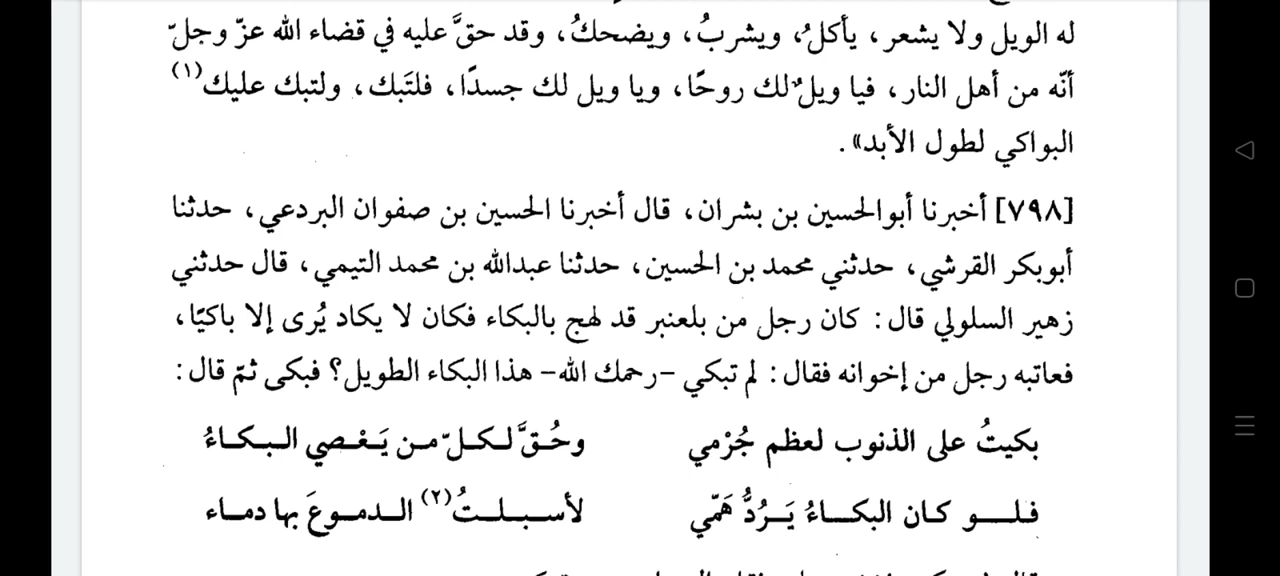 له الويل ولا يشعر، يأكلُ، ويشربُ، ويضحكُ، وقد حقَّ عليه في قضاء الله عزّ وجلّ
أنّه من أهل النار، فيا ويلٌ لك روحًا، ويا ويل لك جسدًا، فلتَبك، ولتبك عليك(١)
البواكي لطول الأبد».
[٧٩٨] أخبرنا أبوالحسين بن بشران، قال أخبرنا الحسين بن صفوان البردعي، حدثنا
أبوبكر القرشي، حدثني محمد بن الحسين، حدثنا عبدالله بن محمد التيمي، قال حدثني
زهير السلولي قال: كان رجل من بلعنبر قد لهج بالبكاء فكان لا يكاد يُرى إلا باكيًا،
فعاتبه رجل من إخوانه فقال: لم تبكي -رحمك الله- هذا البكاء الطويل؟ فبكى ثمّ قال:
بكيتُ على الذنوب لعظم جُرْمي وحُقَّ لكلّ من يَعْصي البكاءُ
فلو كان البكاءُ يَرُدُّ هَمّي لأسبلتُ(٢) الدموعَ بها دماء